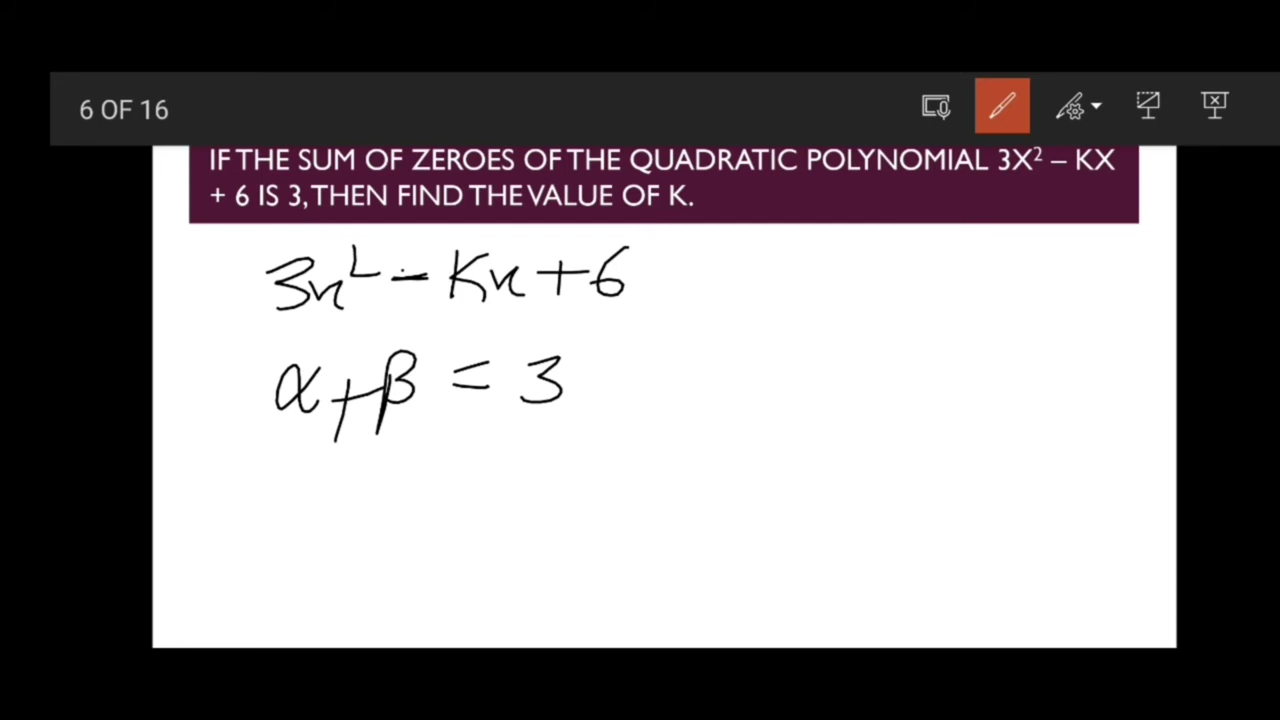 6 OF 16
IF THE SUM OF ZEROES OF THE QUADRATIC POLYNOMIAL 3X² – KX
+ 6 IS 3, THEN FIND THE VALUE OF K.
3x² - Kx + 6
α + β = 3